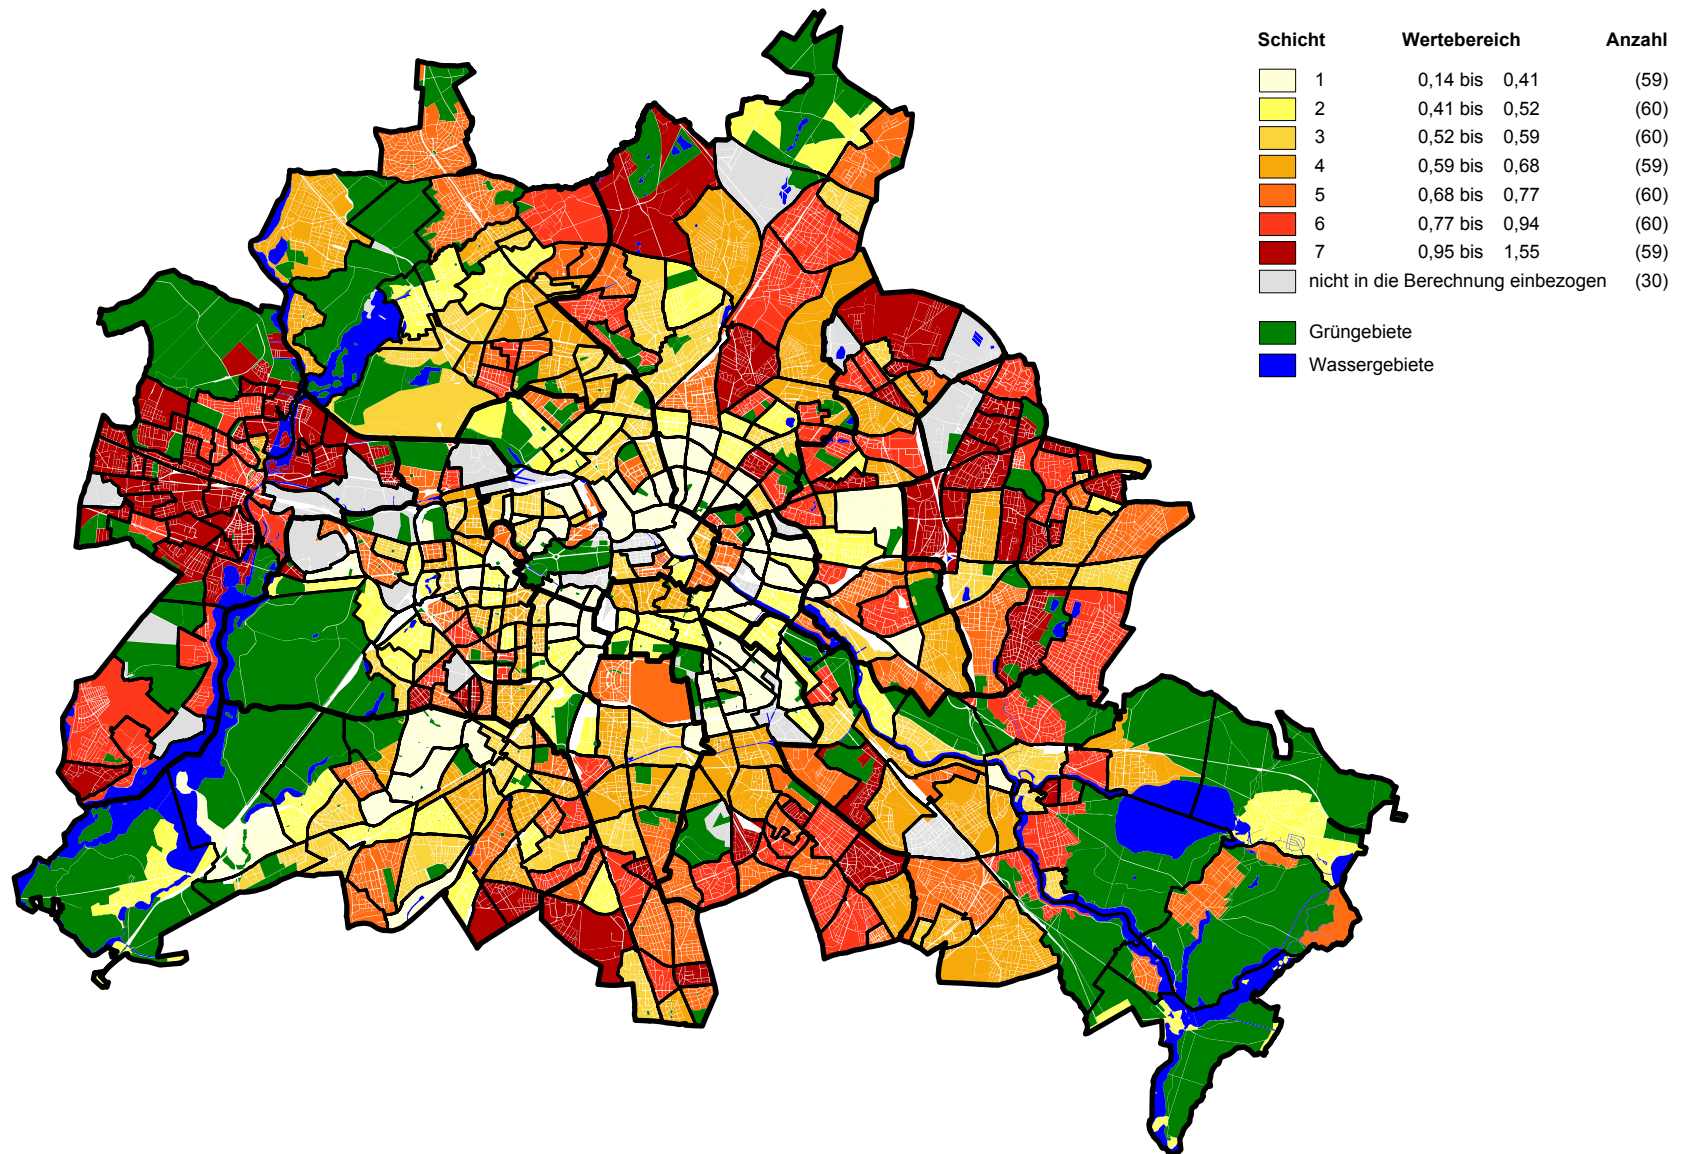 Schicht Wertebereich Anzahl
1 0,14 bis 0,41 (59)
2 0,41 bis 0,52 (60)
3 0,52 bis 0,59 (60)
4 0,59 bis 0,68 (59)
5 0,68 bis 0,77 (60)
6 0,77 bis 0,94 (60)
7 0,95 bis 1,55 (59)
nicht in die Berechnung einbezogen (30)
Grüngebiete
Wassergebiete